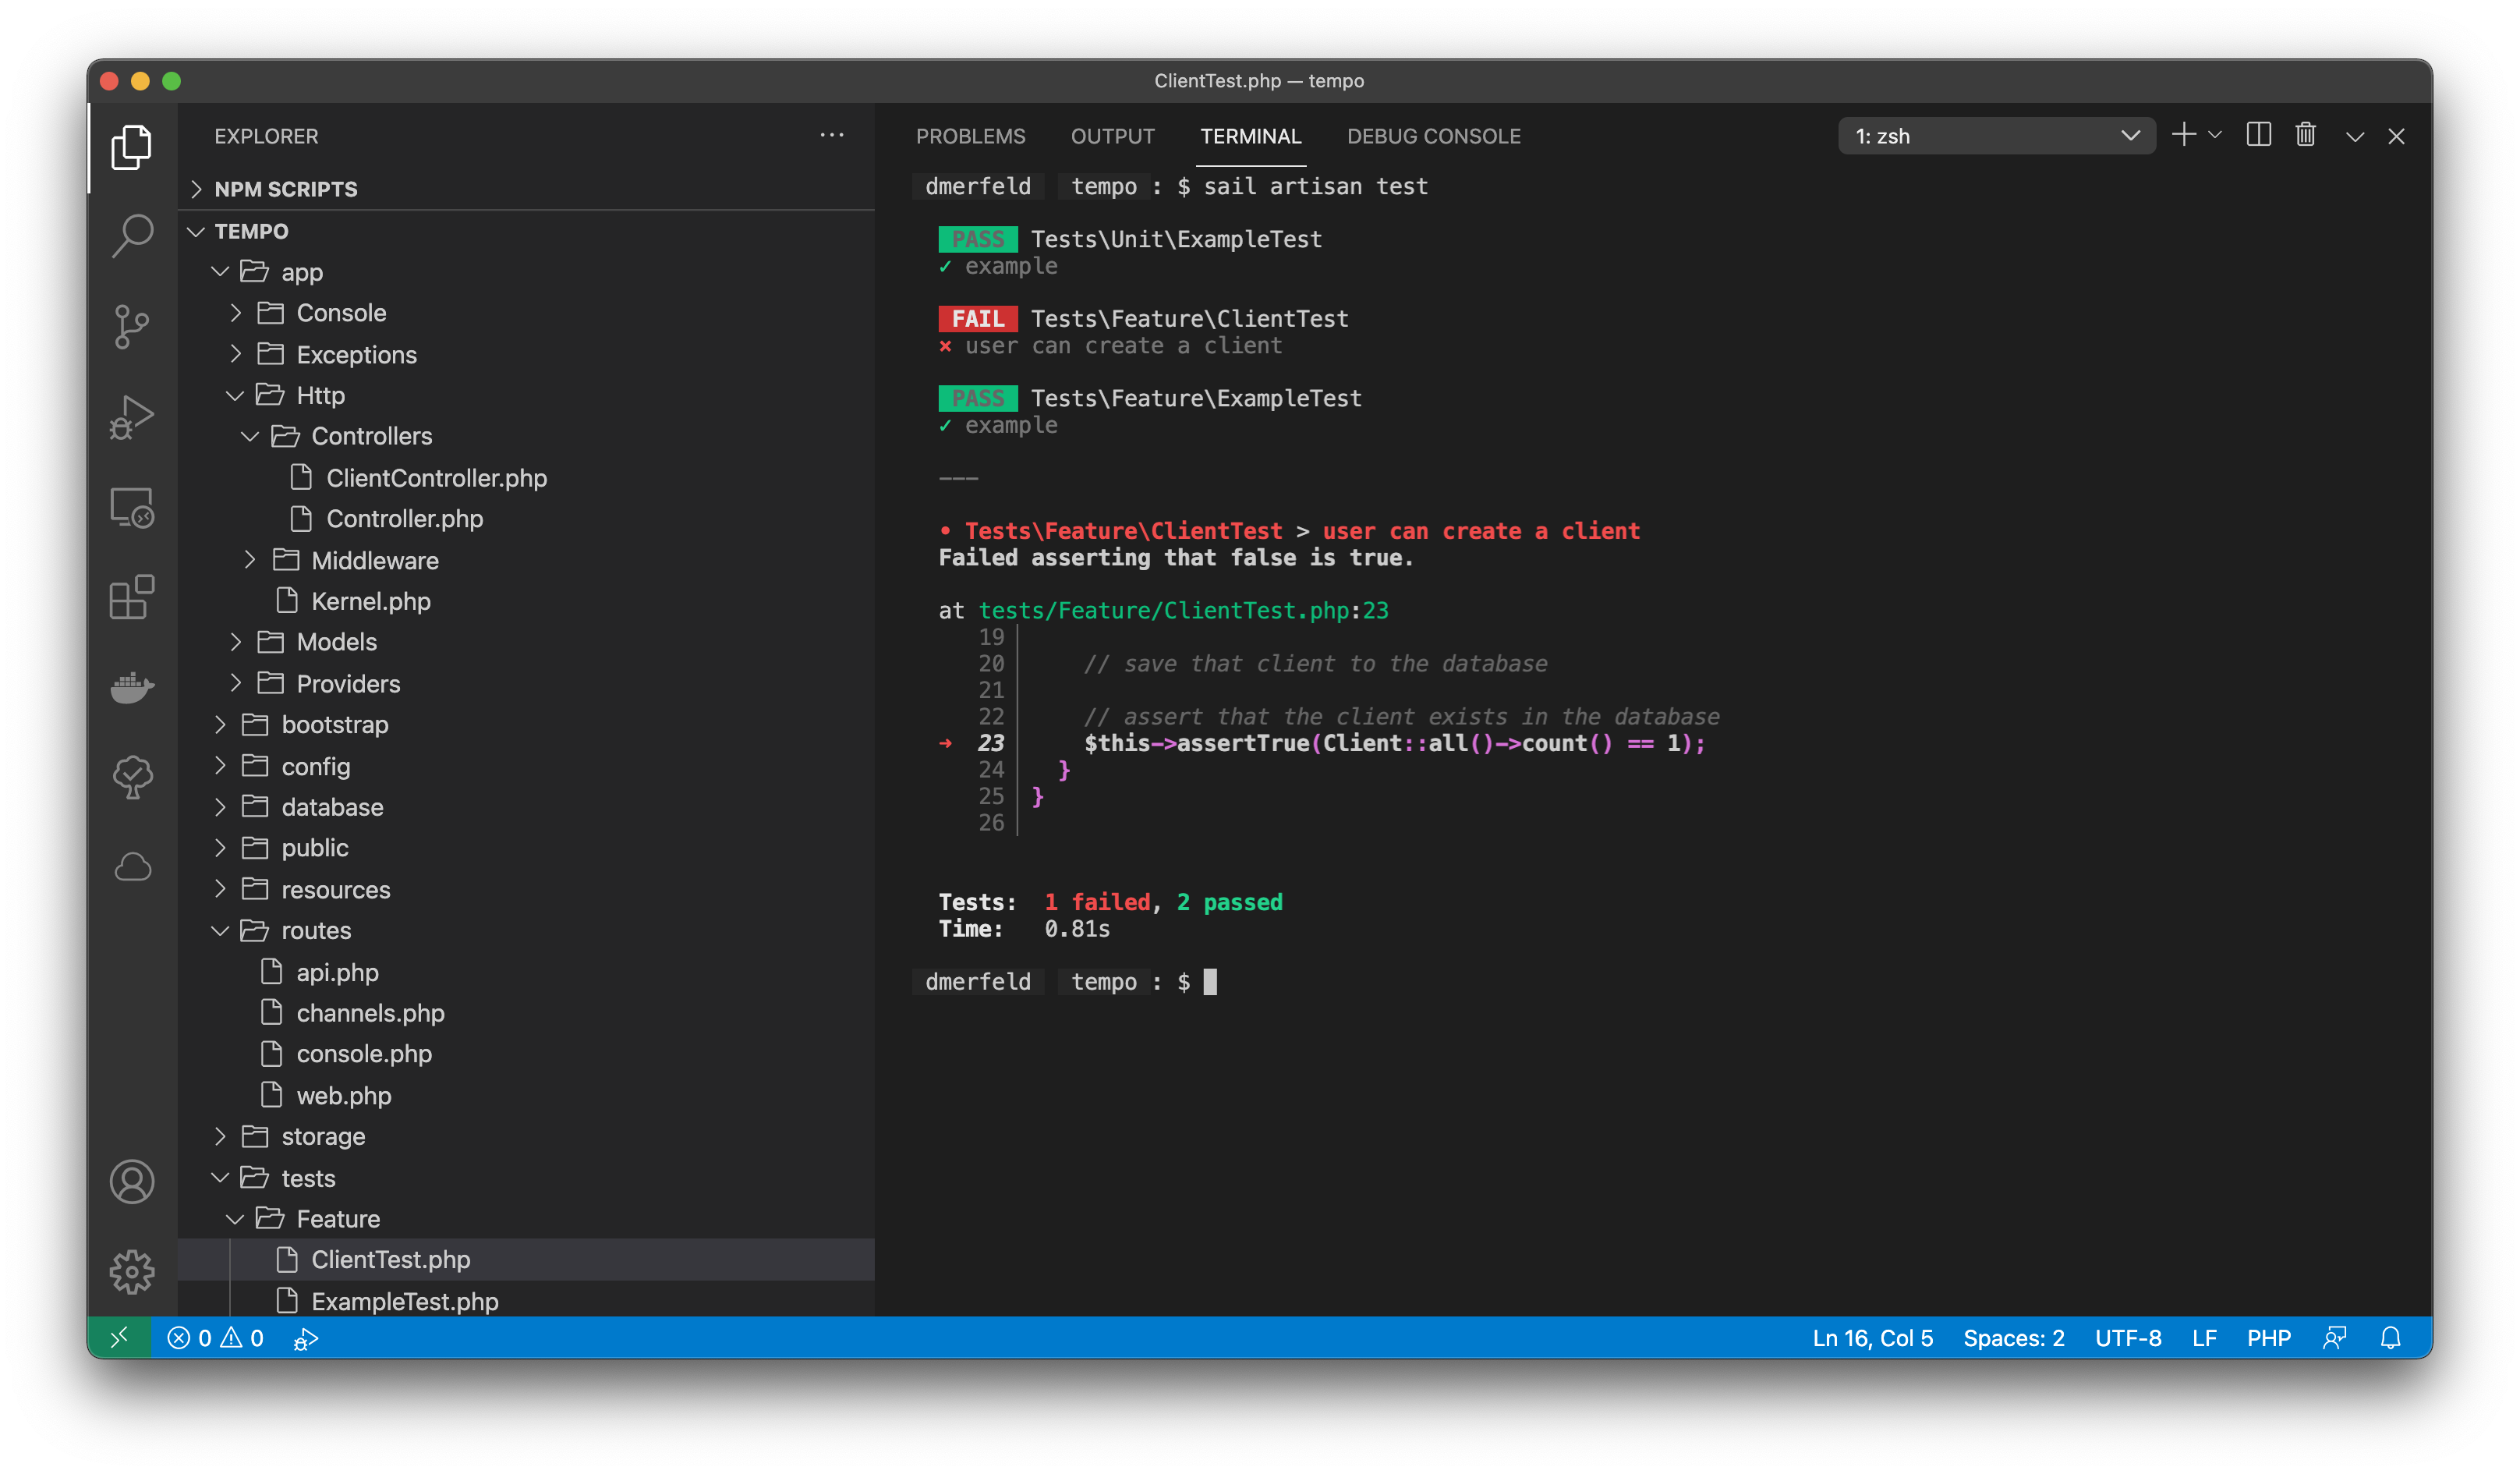 ClientTest.php — tempo
EXPLORER
NPM SCRIPTS
TEMPO
app
Console
Exceptions
Http
Controllers
ClientController.php
Controller.php
Middleware
Kernel.php
Models
Providers
bootstrap
config
database
public
resources
routes
api.php
channels.php
console.php
web.php
storage
tests
Feature
ClientTest.php
ExampleTest.php
PROBLEMS OUTPUT TERMINAL DEBUG CONSOLE 1: zsh
dmerfeld tempo : $ sail artisan test
PASS Tests\Unit\ExampleTest
✓ example
FAIL Tests\Feature\ClientTest
⨯ user can create a client
PASS Tests\Feature\ExampleTest
✓ example
———
• Tests\Feature\ClientTest > user can create a client
Failed asserting that false is true.
at tests/Feature/ClientTest.php:23
19
20 // save that client to the database
21
22 // assert that the client exists in the database
➜ 23 $this->assertTrue(Client::all()->count() == 1);
24 }
25 }
26
Tests: 1 failed, 2 passed
Time: 0.81s
dmerfeld tempo : $
0 0 Ln 16, Col 5 Spaces: 2 UTF-8 LF PHP